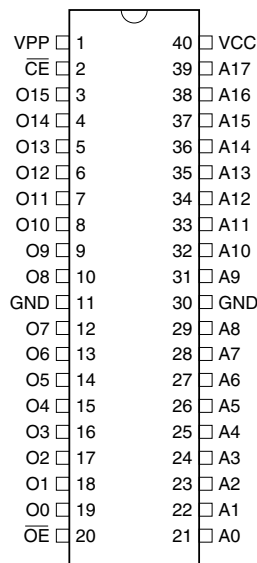 VPP 1 40 VCC
C̅E̅ 2 39 A17
O15 3 38 A16
O14 4 37 A15
O13 5 36 A14
O12 6 35 A13
O11 7 34 A12
O10 8 33 A11
O9 9 32 A10
O8 10 31 A9
GND 11 30 GND
O7 12 29 A8
O6 13 28 A7
O5 14 27 A6
O4 15 26 A5
O3 16 25 A4
O2 17 24 A3
O1 18 23 A2
O0 19 22 A1
O̅E̅ 20 21 A0